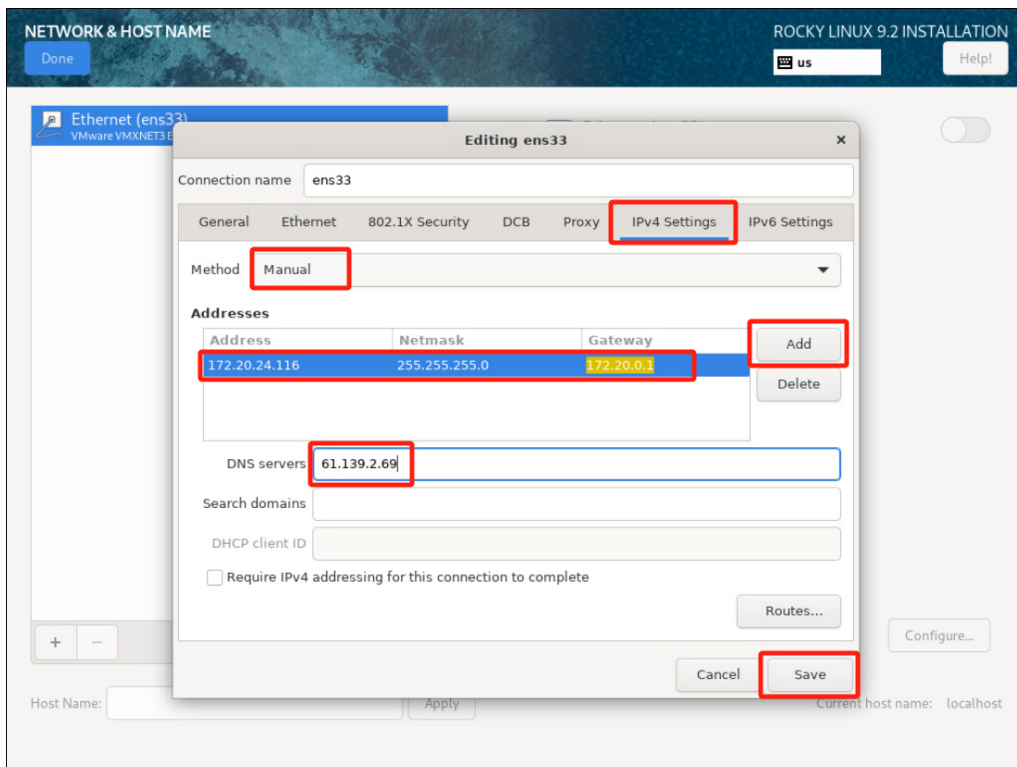 NETWORK & HOST NAME
ROCKY LINUX 9.2 INSTALLATION
Done
us
Help!
Ethernet (ens33)
VMware VMXNET3 E
Editing ens33
Connection name ens33
General Ethernet 802.1X Security DCB Proxy IPv4 Settings IPv6 Settings
Method Manual
Addresses
Address Netmask Gateway
172.20.24.116 255.255.255.0 172.20.0.1
Add
Delete
DNS servers 61.139.2.69
Search domains
DHCP client ID
Require IPv4 addressing for this connection to complete
Routes...
+ −
Configure...
Cancel Save
Host Name: Apply Current host name: localhost